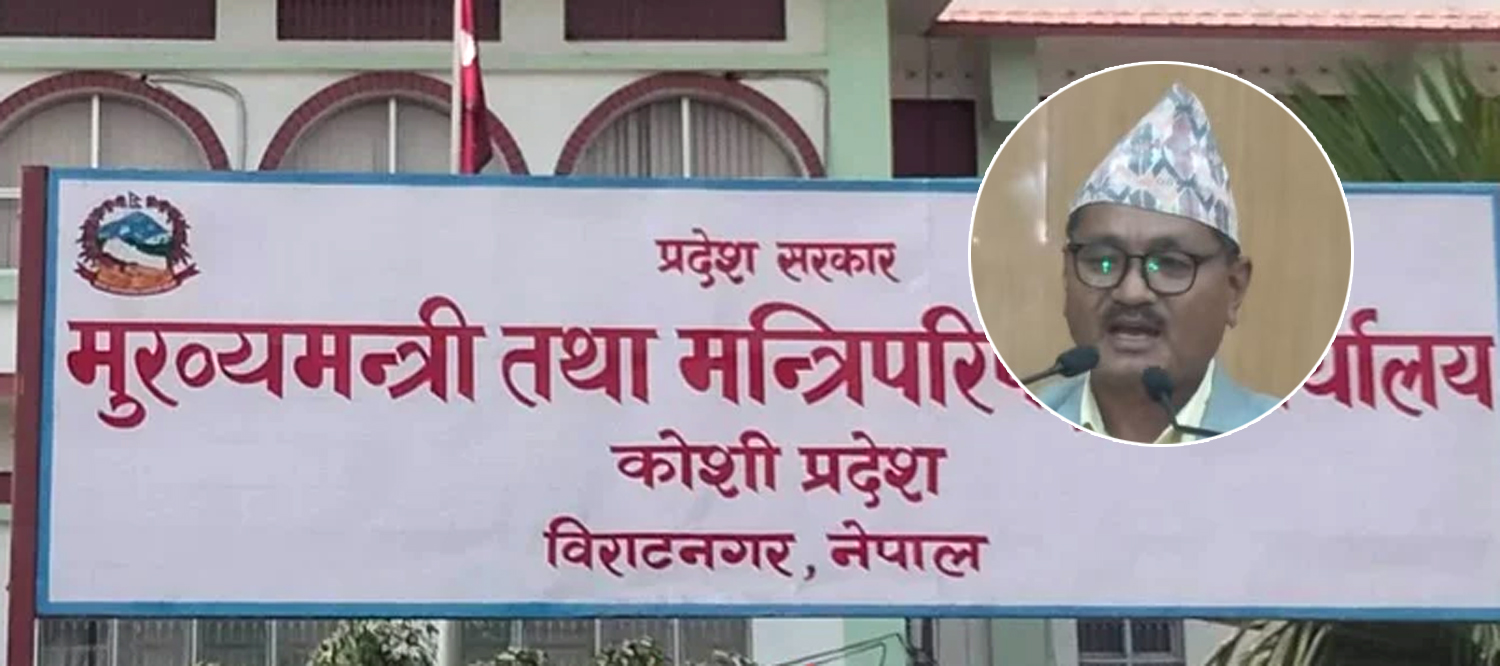 प्रदेश सरकार
मुख्यमन्त्री तथा
कोशी प्रदेश
विराटनगर, नेपाल